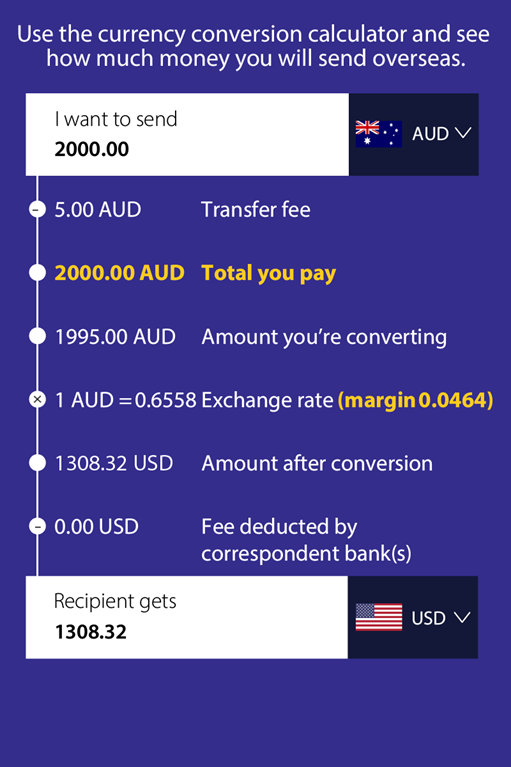 Use the currency conversion calculator and see
how much money you will send overseas.
I want to send
2000.00
AUD
5.00 AUD Transfer fee
2000.00 AUD Total you pay
1995.00 AUD Amount you’re converting
1 AUD = 0.6558 Exchange rate (margin 0.0464)
1308.32 USD Amount after conversion
0.00 USD Fee deducted by
correspondent bank(s)
Recipient gets
1308.32
USD